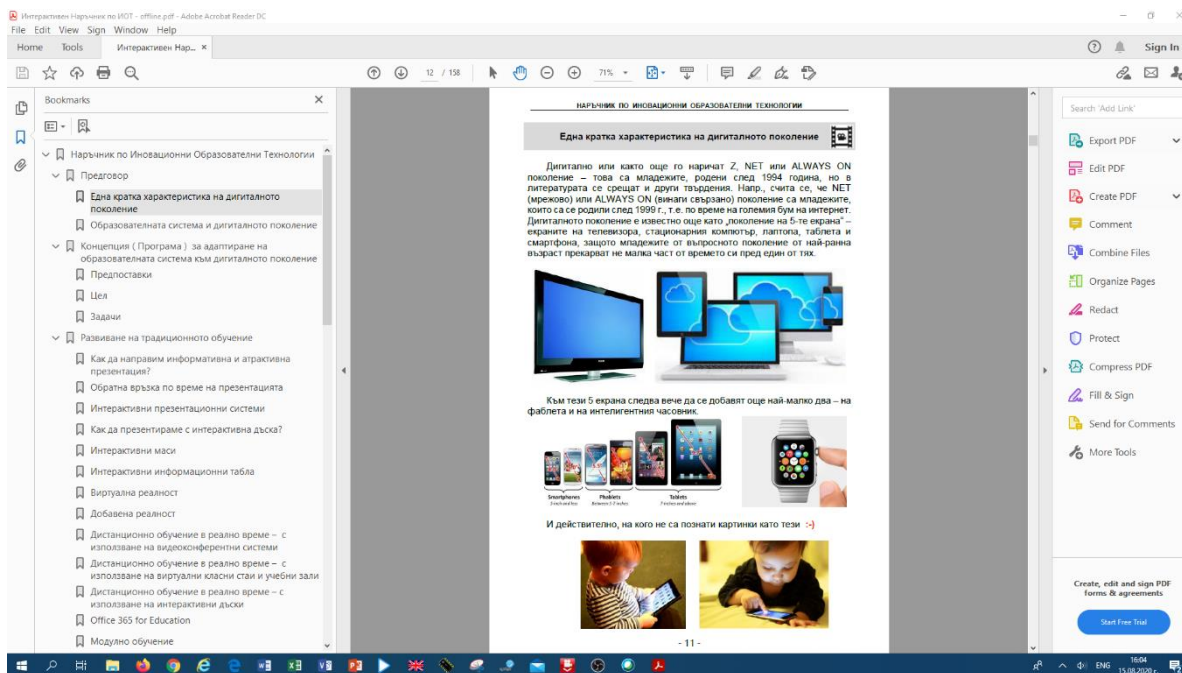 Интерактивен Наръчник по ИОТ - offline.pdf - Adobe Acrobat Reader DC
File Edit View Sign Window Help
Home Tools Интерактивен Нар... ×
Sign In
12 / 158
71%
Bookmarks
Наръчник по Иновационни Образователни Технологии
Предговор
Една кратка характеристика на дигиталното
поколение
Образователната система и дигиталното поколение
Концепция ( Програма ) за адаптиране на
образователната система към дигиталното поколение
Предпоставки
Цел
Задачи
Развиване на традиционното обучение
Как да направим информативна и атрактивна
презентация?
Обратна връзка по време на презентацията
Интерактивни презентационни системи
Как да презентираме с интерактивна дъска?
Интерактивни маси
Интерактивни информационни табла
Виртуална реалност
Добавена реалност
Дистанционно обучение в реално време – с
използване на видеоконферентни системи
Дистанционно обучение в реално време – с
използване на виртуални класни стаи и учебни зали
Дистанционно обучение в реално време – с
използване на интерактивни дъски
Office 365 for Education
Модулно обучение
НАРЪЧНИК ПО ИНОВАЦИОННИ ОБРАЗОВАТЕЛНИ ТЕХНОЛОГИИ
Една кратка характеристика на дигиталното поколение
Дигитално или както още го наричат Z, NET или ALWAYS ON
поколение – това са младежите, родени след 1994 година, но в
литературата се срещат и други твърдения. Напр., счита се, че NET
(мрежово) или ALWAYS ON (винаги свързано) поколение са младежите,
които са се родили след 1999 г., т.е. по време на големия бум на интернет.
Дигиталното поколение е известно още като „поколение на 5-те екрана” –
екраните на телевизора, стационарния компютър, лаптопа, таблета и
смартфона, защото младежите от въпросното поколение от най-ранна
възраст прекарват не малка част от времето си пред един от тях.
Към тези 5 екрана следва вече да се добавят още най-малко два – на
фаблета и на интелигентния часовник.
Smartphones Phablets Tablets
5 inch and less Between 5-7 inches 7 inches and above
И действително, на кого не са познати картинки като тези :-)
- 11 -
Search 'Add Link'
Export PDF
Edit PDF
Create PDF
Comment
Combine Files
Organize Pages
Redact
Protect
Compress PDF
Fill & Sign
Send for Comments
More Tools
Create, edit and sign PDF
forms & agreements
Start Free Trial
ENG
16:04
15.08.2020 г.